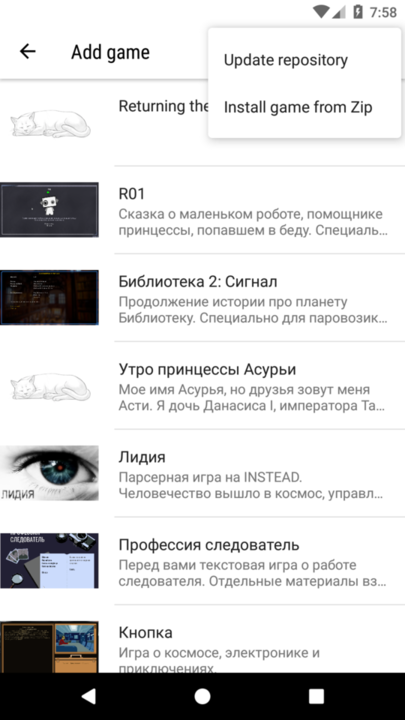 7:58
Add game
Update repository
Install game from Zip
Returning the
R01
Сказка о маленьком роботе, помощнике
принцессы, попавшем в беду. Специаль...
Библиотека 2: Сигнал
Продолжение истории про планету
Библиотеку. Специально для паровозик...
Утро принцессы Асурьи
Мое имя Асурья, но друзья зовут меня
Асти. Я дочь Данасиса I, императора Та...
Лидия
Парсерная игра на INSTEAD.
Человечество вышло в космос, управл...
ЛИДИЯ
Профессия следователь
Перед вами текстовая игра о работе
следователя. Отдельные материалы вз...
СЛЕДОВАТЕЛЬ
Кнопка
Игра о космосе, электронике и
приключениях.